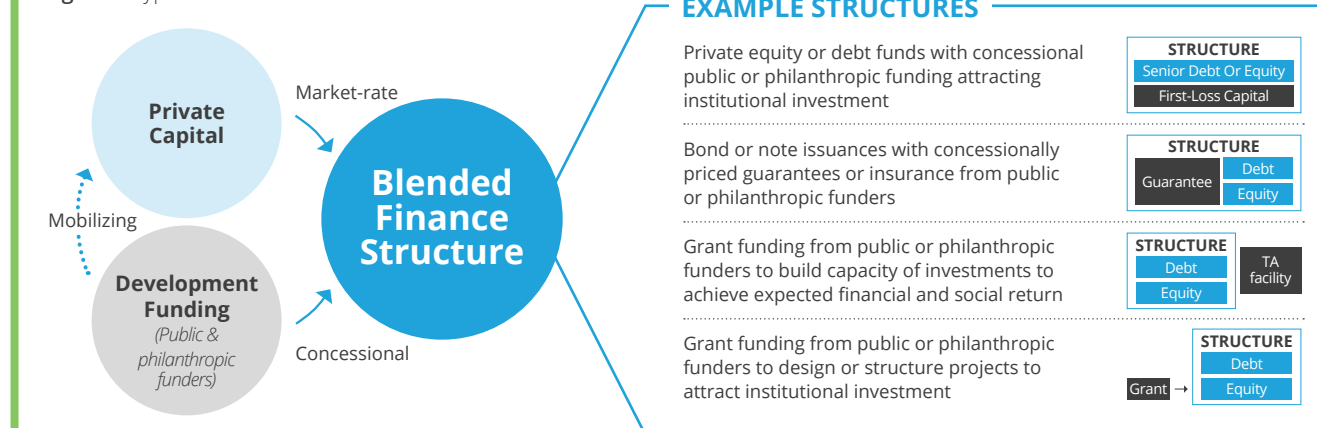 Private
Capital
Market-rate
Mobilizing
Development
Funding
(Public &
philanthropic
funders)
Concessional
Blended
Finance
Structure
EXAMPLE STRUCTURES
Private equity or debt funds with concessional
public or philanthropic funding attracting
institutional investment
STRUCTURE
Senior Debt Or Equity
First-Loss Capital
Bond or note issuances with concessionally
priced guarantees or insurance from public
or philanthropic funders
STRUCTURE
Guarantee
Debt
Equity
Grant funding from public or philanthropic
funders to build capacity of investments to
achieve expected financial and social return
STRUCTURE
Debt
Equity
TA
facility
Grant funding from public or philanthropic
funders to design or structure projects to
attract institutional investment
Grant →
STRUCTURE
Debt
Equity